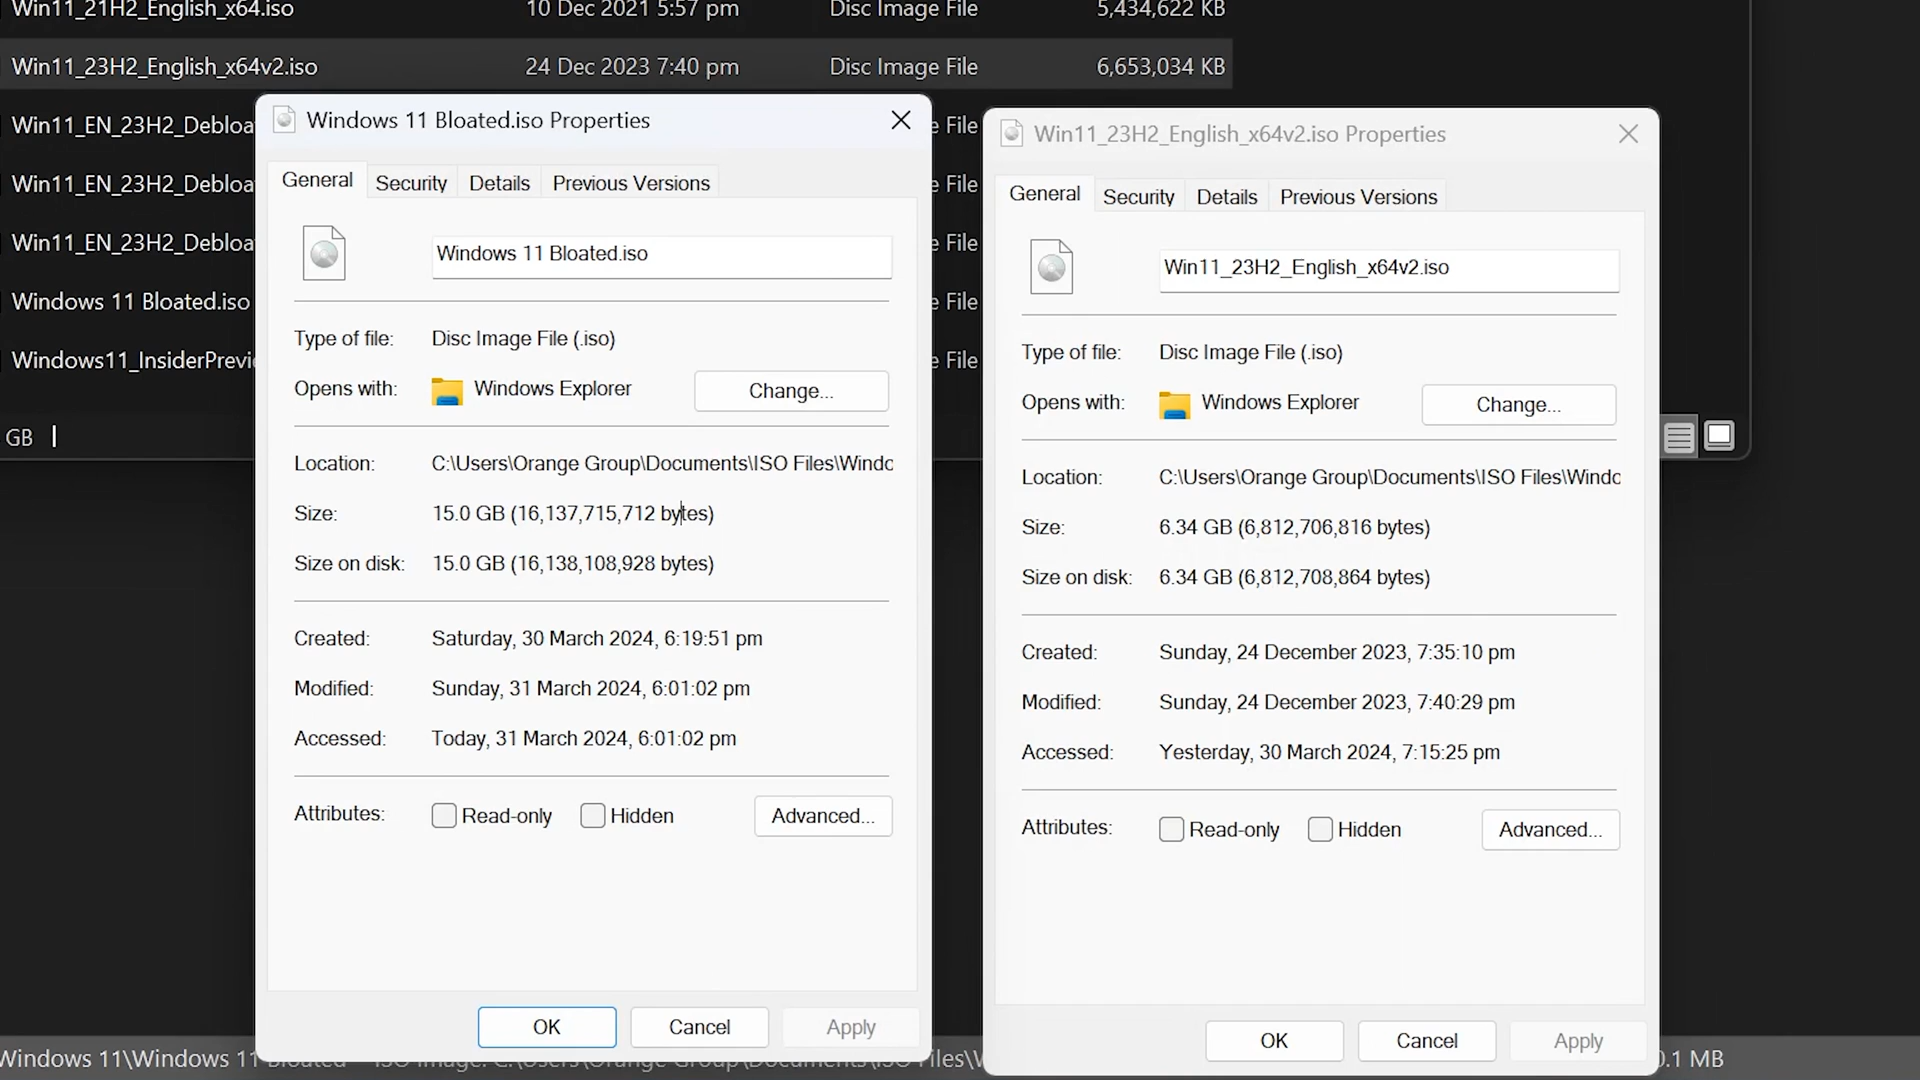 Win11_21H2_English_x64.iso 10 Dec 2021 5:57 pm Disc Image File 5,434,622 KB
Win11_23H2_English_x64v2.iso 24 Dec 2023 7:40 pm Disc Image File 6,653,034 KB
Win11_EN_23H2_Debloa
Win11_EN_23H2_Debloa
Win11_EN_23H2_Debloa
Windows 11 Bloated.iso
Windows11_InsiderPrevi
e File
e File
e File
e File
e File
GB
Windows 11 Bloated.iso Properties
General Security Details Previous Versions
Windows 11 Bloated.iso
Type of file: Disc Image File (.iso)
Opens with: Windows Explorer Change...
Location: C:\Users\Orange Group\Documents\ISO Files\Windo
Size: 15.0 GB (16,137,715,712 bytes)
Size on disk: 15.0 GB (16,138,108,928 bytes)
Created: Saturday, 30 March 2024, 6:19:51 pm
Modified: Sunday, 31 March 2024, 6:01:02 pm
Accessed: Today, 31 March 2024, 6:01:02 pm
Attributes: Read-only Hidden Advanced...
OK Cancel Apply
Win11_23H2_English_x64v2.iso Properties
General Security Details Previous Versions
Win11_23H2_English_x64v2.iso
Type of file: Disc Image File (.iso)
Opens with: Windows Explorer Change...
Location: C:\Users\Orange Group\Documents\ISO Files\Windo
Size: 6.34 GB (6,812,706,816 bytes)
Size on disk: 6.34 GB (6,812,708,864 bytes)
Created: Sunday, 24 December 2023, 7:35:10 pm
Modified: Sunday, 24 December 2023, 7:40:29 pm
Accessed: Yesterday, 30 March 2024, 7:15:25 pm
Attributes: Read-only Hidden Advanced...
OK Cancel Apply
Windows 11\Windows 11 Bloated ISO Image: C:\Users\Orange Group\Documents\ISO Files\W 0.1 MB